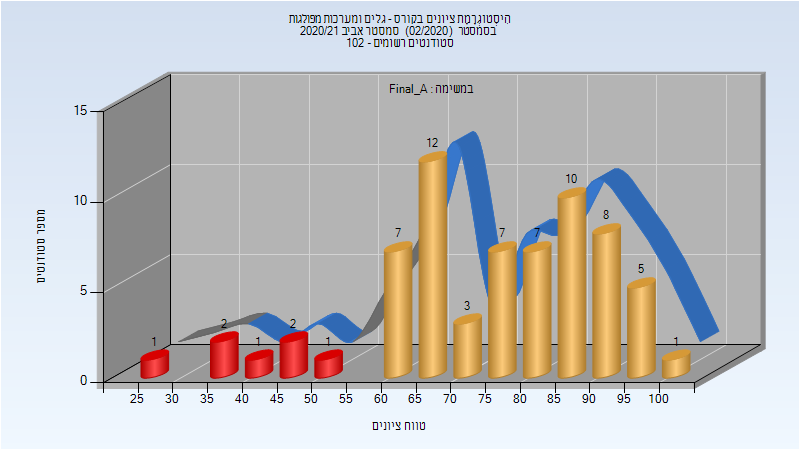 היסטוגרמת ציונים בקורס - גלים ומערכות מפולגות
בסמסטר (02/2020) סמסטר אביב 2020/21
סטודנטים רשומים - 102
במשימה : Final_A
מספר סטודנטים
15
10
5
0
1
2
1
2
1
7
12
3
7
7
10
8
5
1
25 30 35 40 45 50 55 60 65 70 75 80 85 90 95 100
טווח ציונים